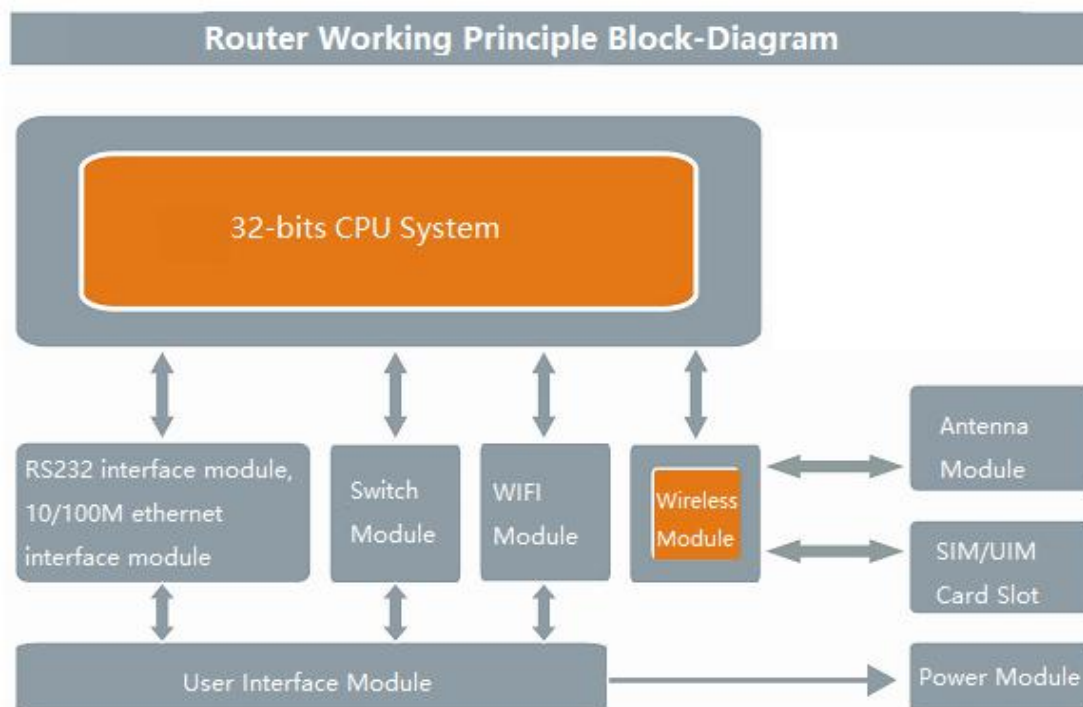 Router Working Principle Block-Diagram
32-bits CPU System
RS232 interface module,
10/100M ethernet
interface module
Switch
Module
WIFI
Module
Wireless
Module
Antenna
Module
SIM/UIM
Card Slot
User Interface Module
Power Module